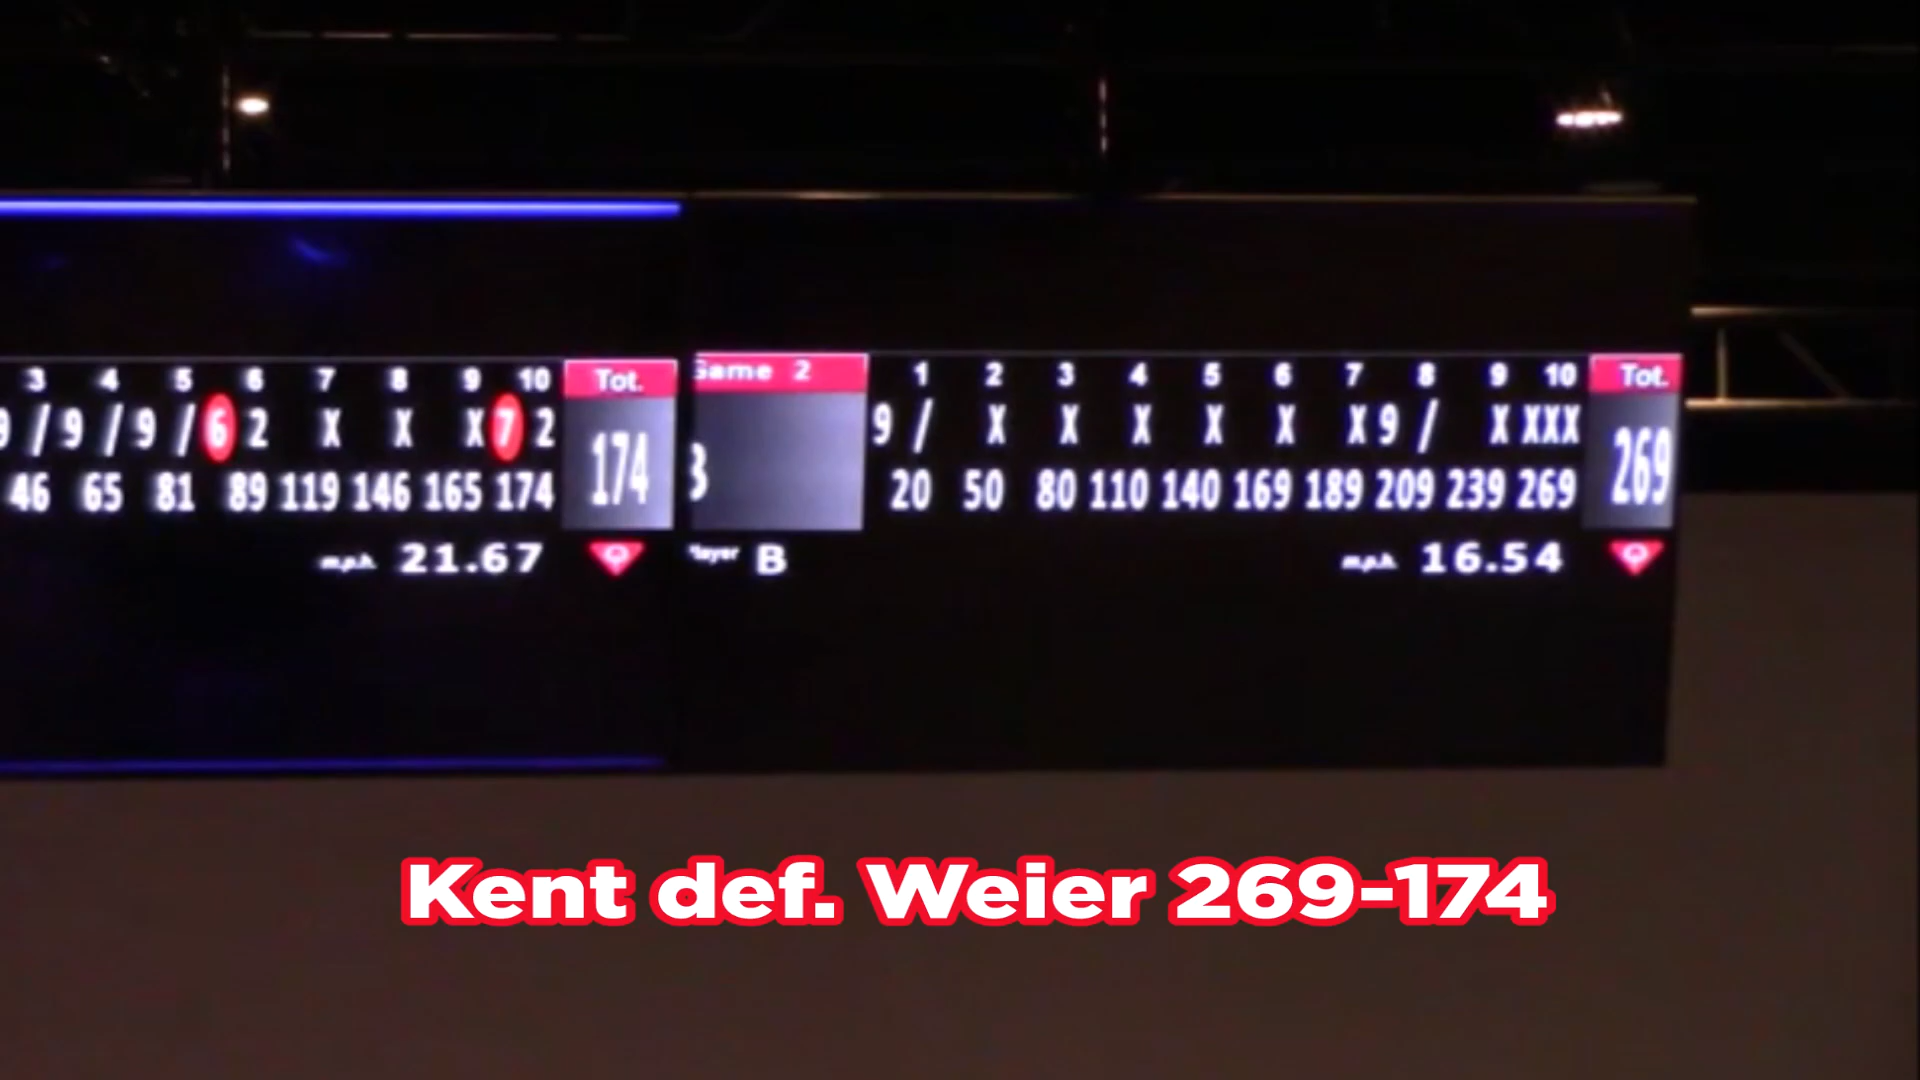 3 4 5 6 7 8 9 10 Tot.
9 / 9 / 9 / 6 2 X X X 7 2 174
46 65 81 89 119 146 165 174
m.p.h. 21.67
Game 2 1 2 3 4 5 6 7 8 9 10 Tot.
B 9 / X X X X X X 9 / X XXX 269
20 50 80 110 140 169 189 209 239 269
Player B m.p.h. 16.54
Kent def. Weier 269-174